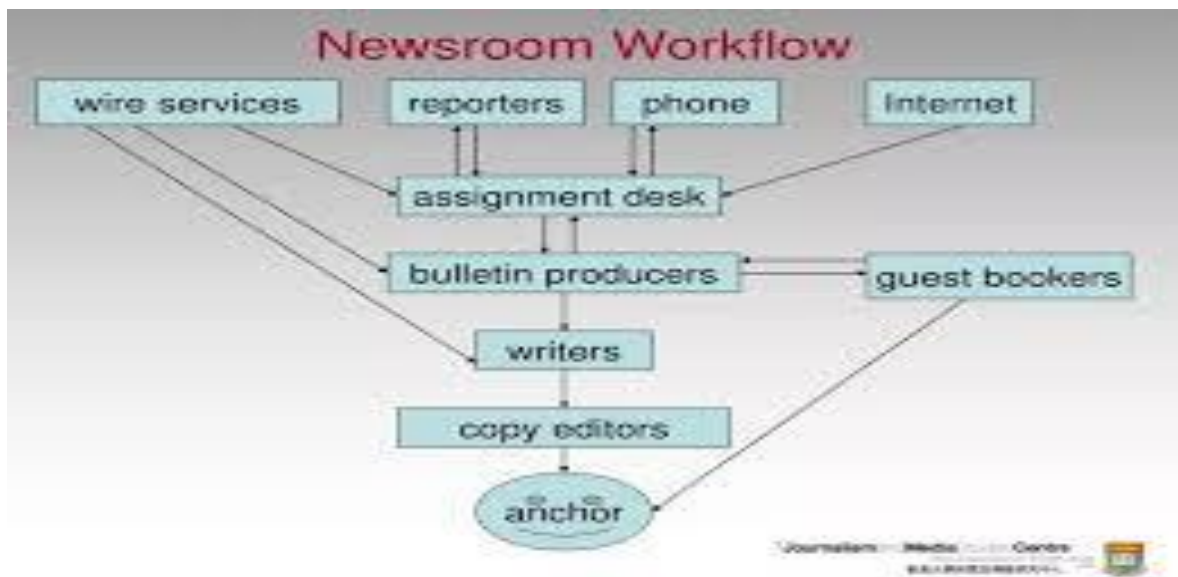 Newsroom Workflow
wire services
reporters
phone
Internet
assignment desk
bulletin producers
guest bookers
writers
copy editors
anchor
Journalism Media Centre